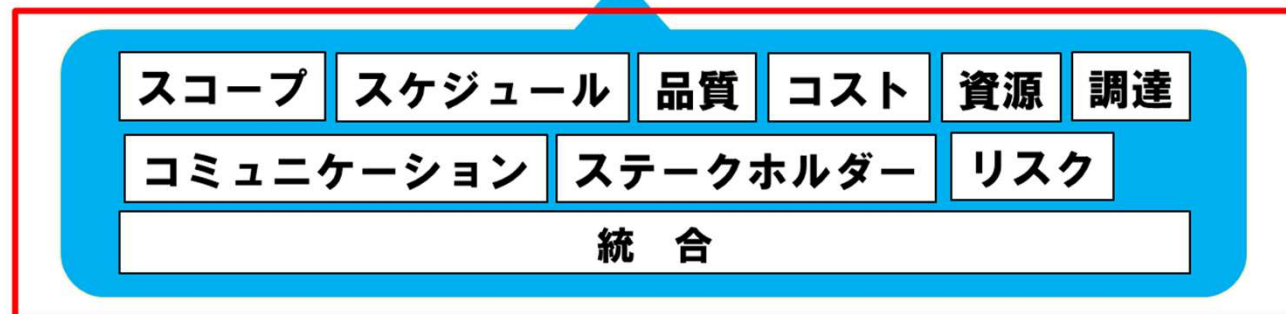 スコープ スケジュール 品質 コスト 資源 調達
コミュニケーション ステークホルダー リスク
統 合